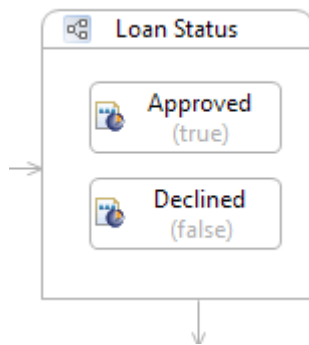 Loan Status
Approved
(true)
Declined
(false)